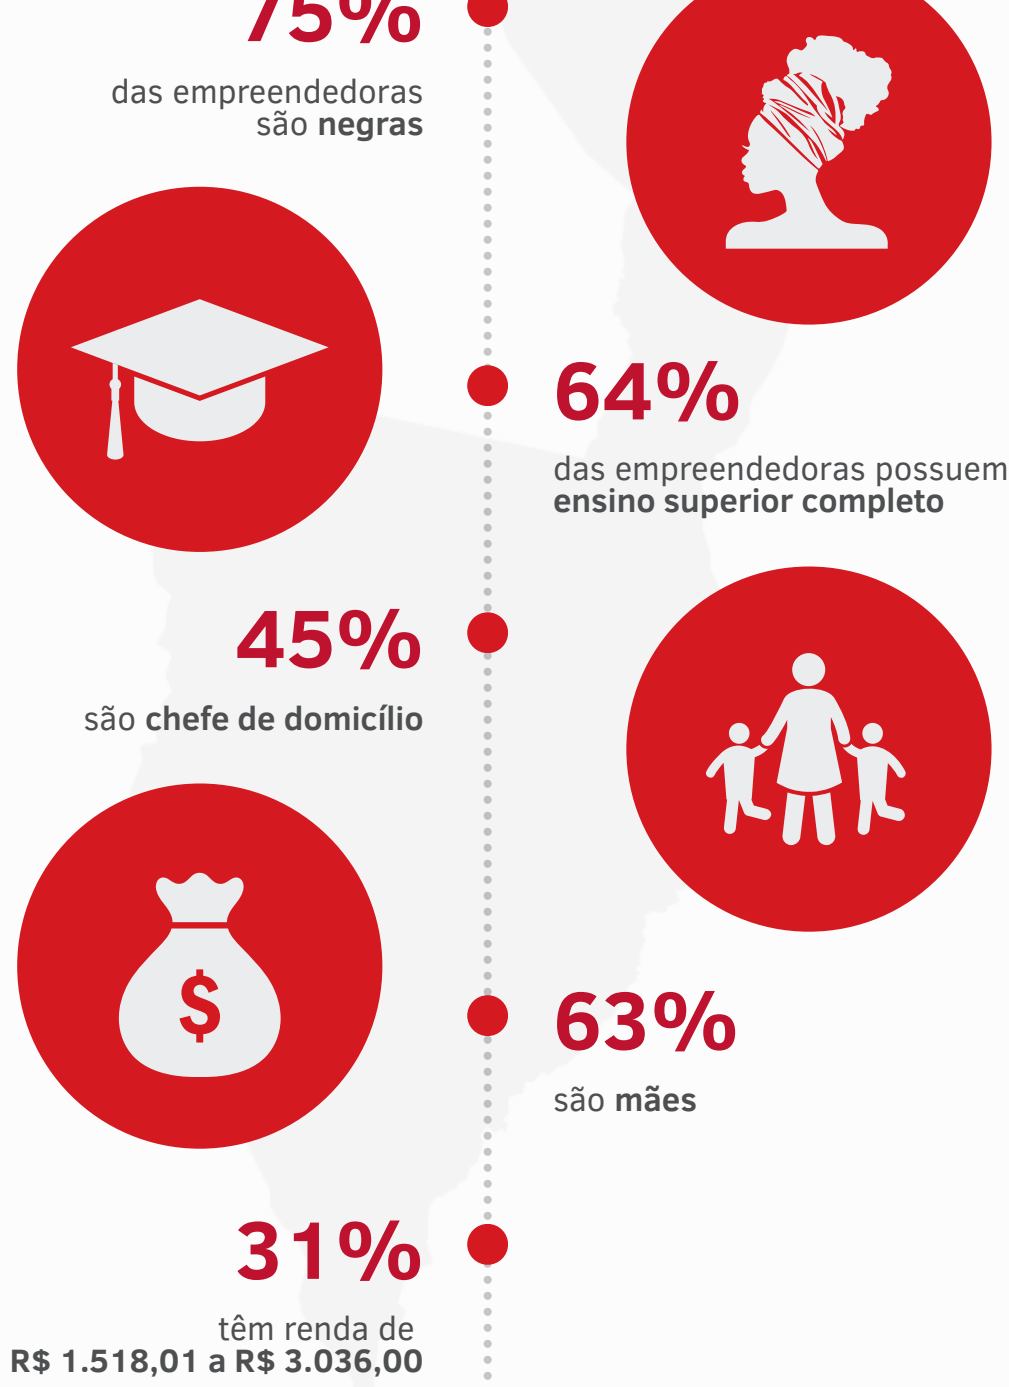 75%
das empreendedoras
são negras
64%
das empreendedoras possuem
ensino superior completo
45%
são chefe de domicílio
$
63%
são mães
31%
têm renda de
R$ 1.518,01 a R$ 3.036,00